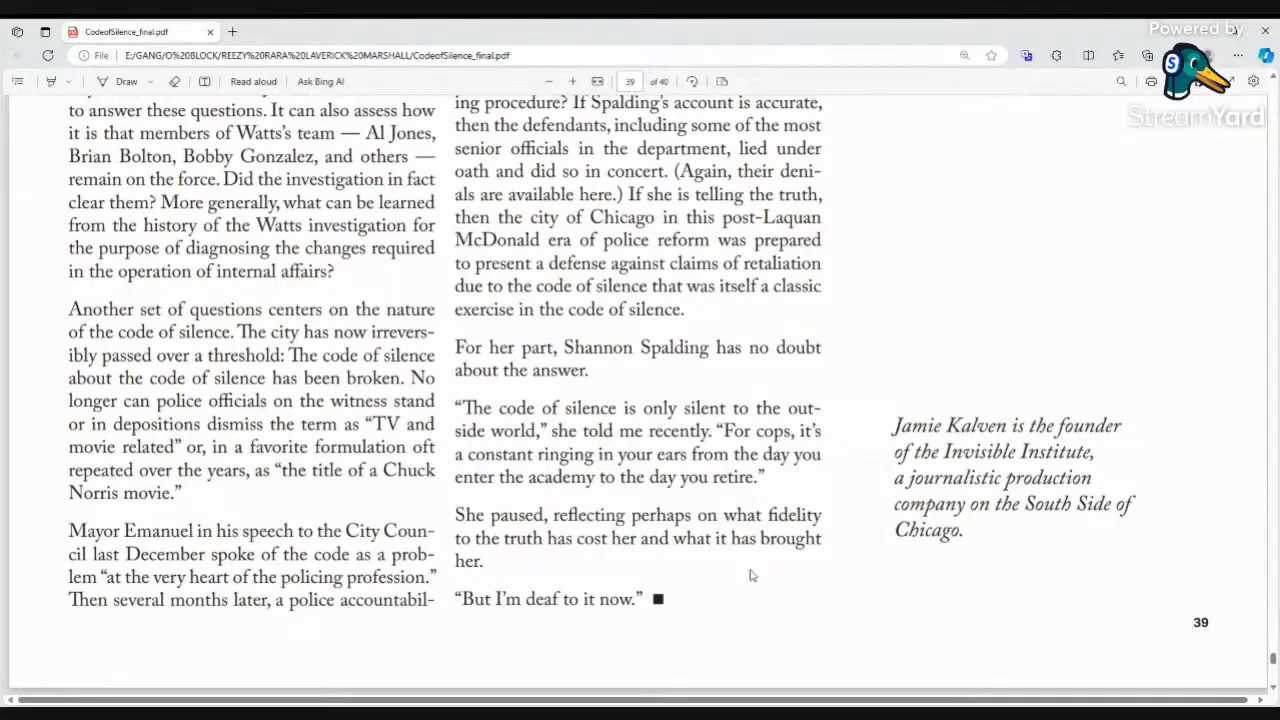 CodeofSilence_final.pdf
Powered by
File
E:/GANG/O%20BLOCK/REEZY%20RARA%20LAVERICK%20MARSHALL/CodeofSilence_final.pdf
Draw
Read aloud
Ask Bing AI
39
of 40
StreamYard
to answer these questions. It can also assess how
it is that members of Watts's team — Al Jones,
Brian Bolton, Bobby Gonzalez, and others —
remain on the force. Did the investigation in fact
clear them? More generally, what can be learned
from the history of the Watts investigation for
the purpose of diagnosing the changes required
in the operation of internal affairs?
Another set of questions centers on the nature
of the code of silence. The city has now irrevers-
ibly passed over a threshold: The code of silence
about the code of silence has been broken. No
longer can police officials on the witness stand
or in depositions dismiss the term as “TV and
movie related” or, in a favorite formulation oft
repeated over the years, as “the title of a Chuck
Norris movie.”
Mayor Emanuel in his speech to the City Coun-
cil last December spoke of the code as a prob-
lem “at the very heart of the policing profession.”
Then several months later, a police accountabil-
ing procedure? If Spalding's account is accurate,
then the defendants, including some of the most
senior officials in the department, lied under
oath and did so in concert. (Again, their deni-
als are available here.) If she is telling the truth,
then the city of Chicago in this post-Laquan
McDonald era of police reform was prepared
to present a defense against claims of retaliation
due to the code of silence that was itself a classic
exercise in the code of silence.
For her part, Shannon Spalding has no doubt
about the answer.
“The code of silence is only silent to the out-
side world,” she told me recently. “For cops, it's
a constant ringing in your ears from the day you
enter the academy to the day you retire.”
She paused, reflecting perhaps on what fidelity
to the truth has cost her and what it has brought
her.
“But I'm deaf to it now.” ■
Jamie Kalven is the founder
of the Invisible Institute,
a journalistic production
company on the South Side of
Chicago.
39